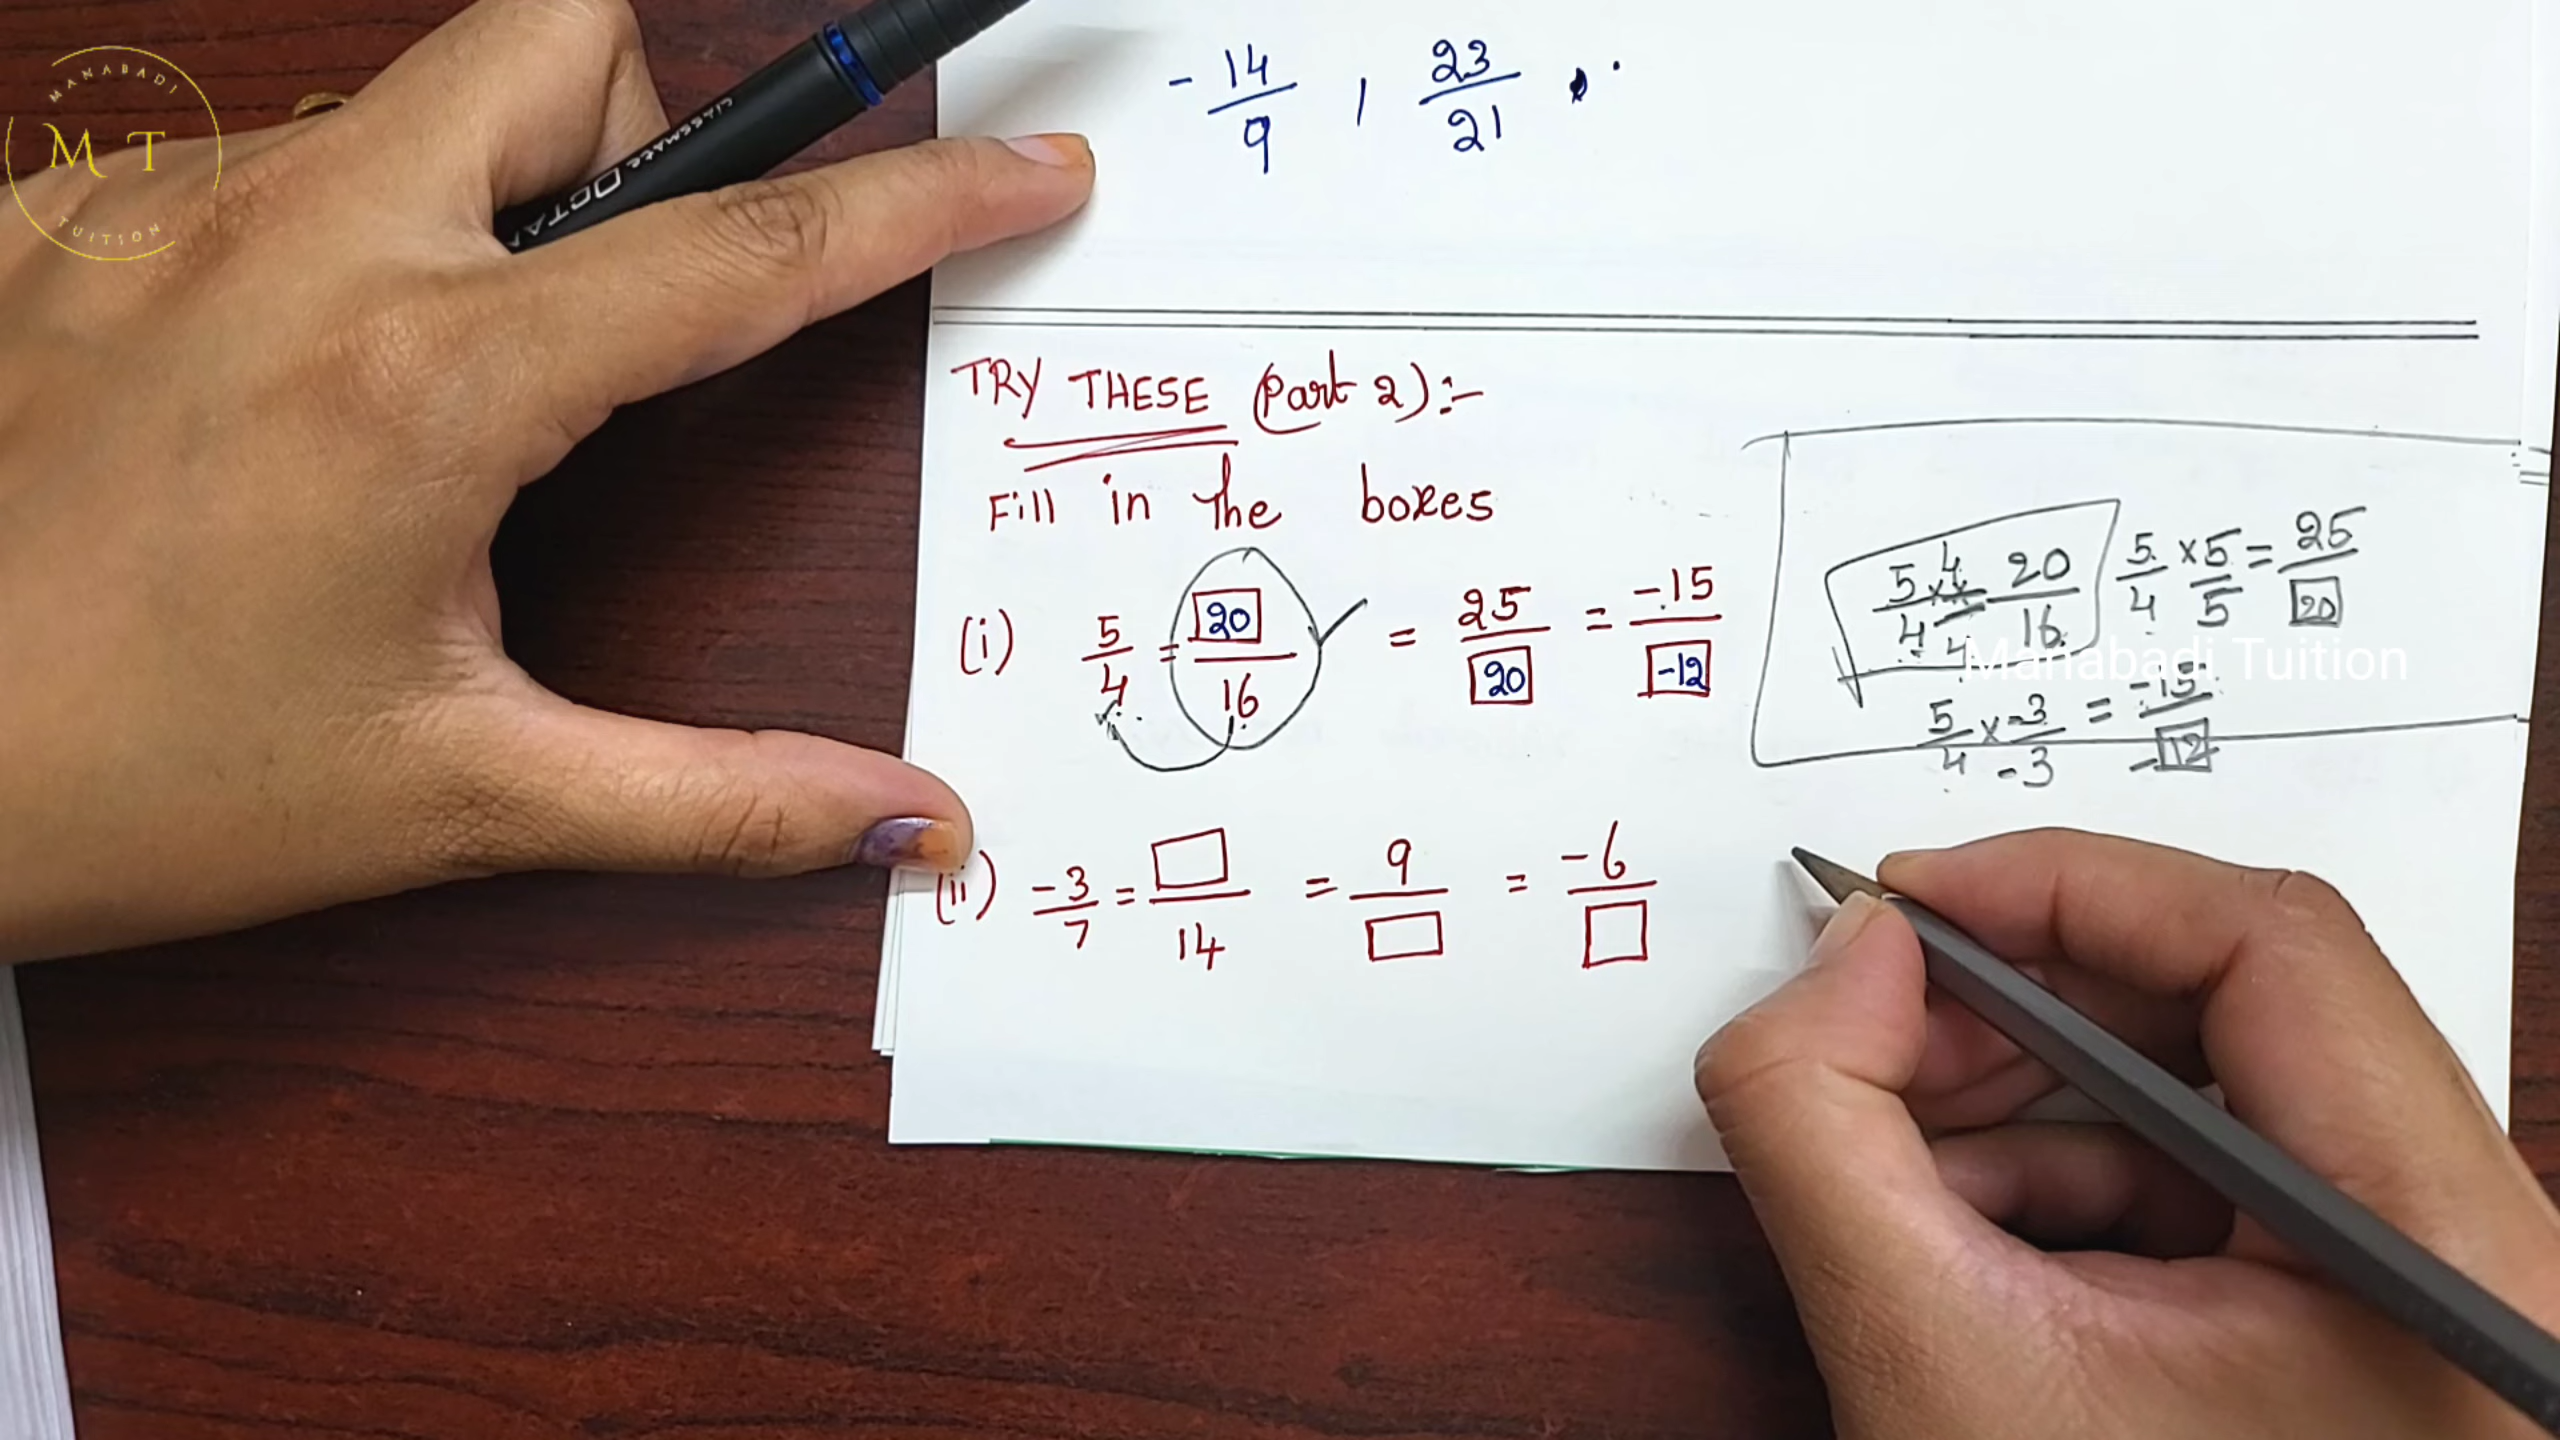 MANABADI
M T
TUITION
classmate OCTA
-14/9 , 23/21 .
TRY THESE (Part 2):-
Fill in the boxes
(i) 5/4 = 20/16 = 25/20 = -15/-12
5/4 × 4/4 = 20/16
5/4 × 5/5 = 25/20
Manabadi Tuition
5/4 × -3/-3 = -15/-12
(ii) -3/7 = □/14 = 9/□ = -6/□